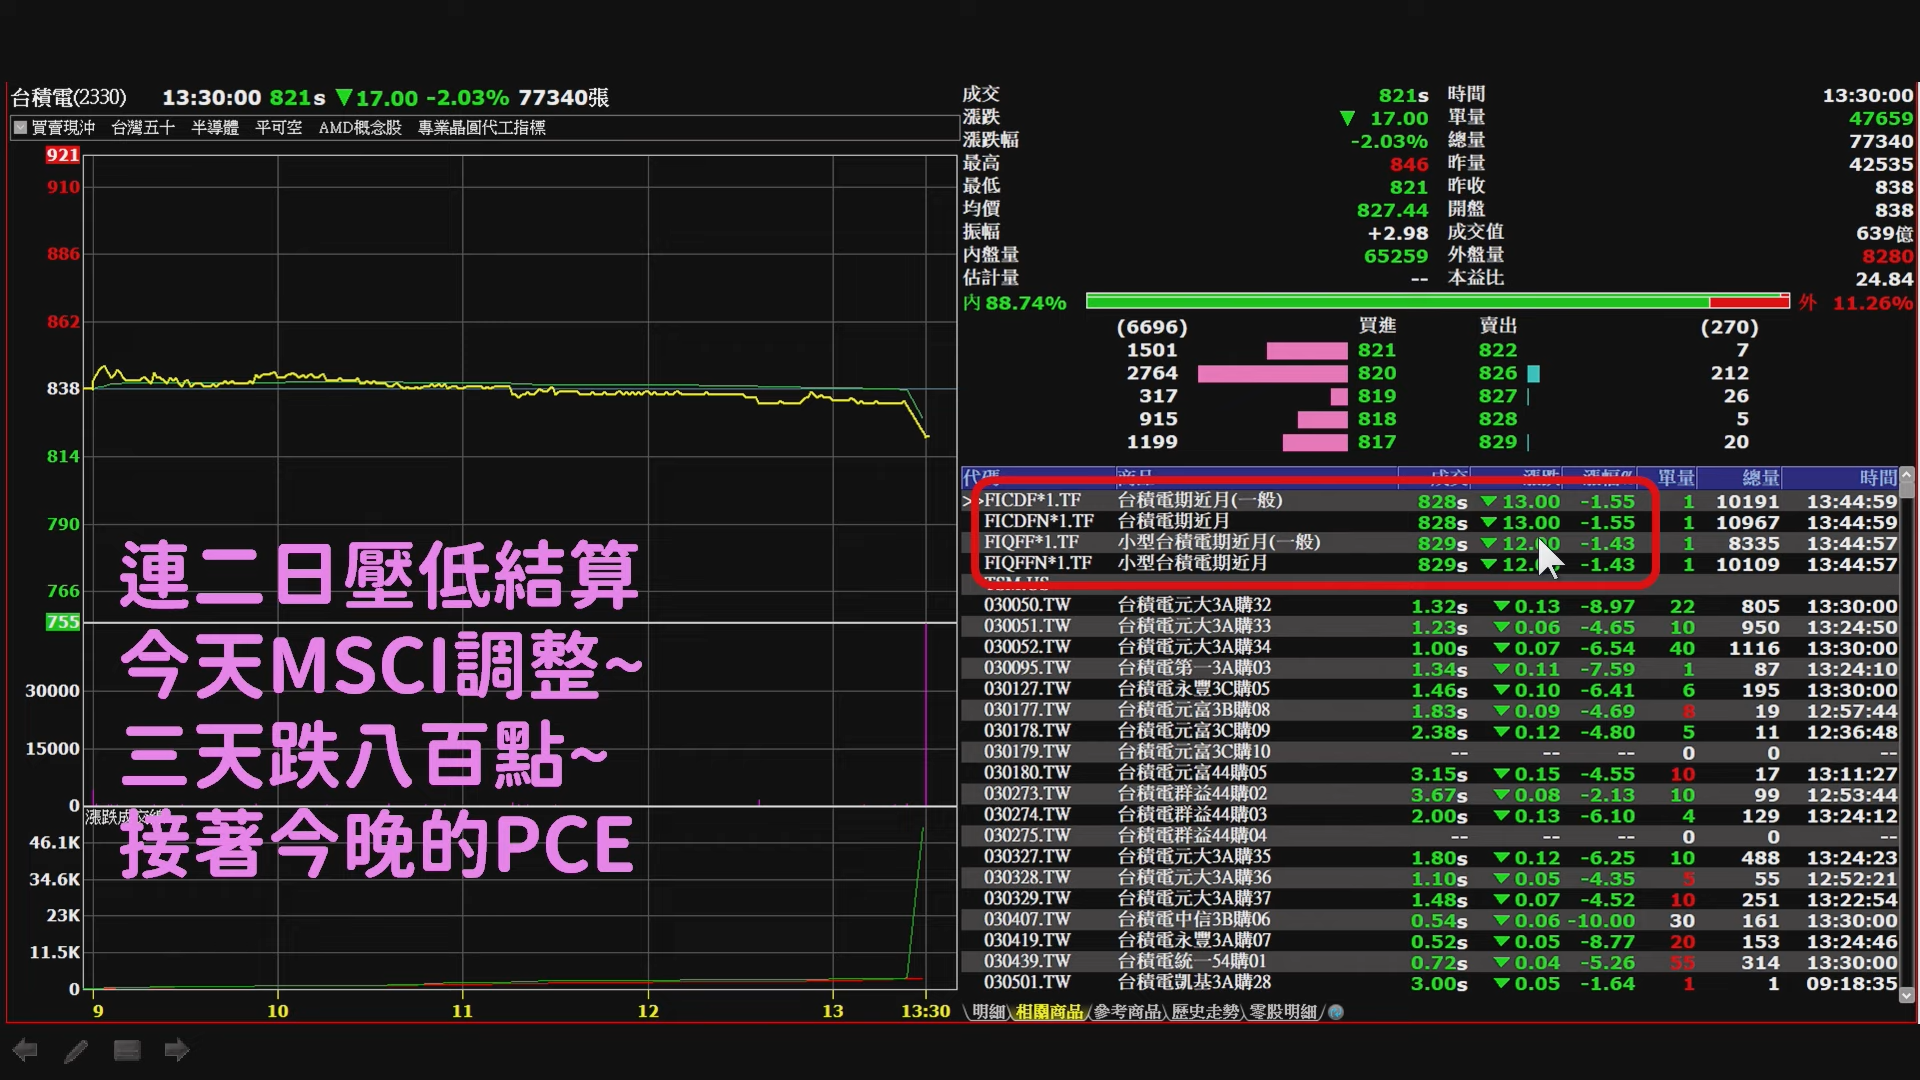 台積電(2330) 13:30:00 821s ▼17.00 -2.03% 77340張
買賣現沖 台灣五十 半導體 平可空 AMD概念股 專業晶圓代工指標
921
910
886
862
838
814
790
766
755
30000
15000
0
46.1K
34.6K
23K
11.5K
0
9 10 11 12 13 13:30
連二日壓低結算
今天MSCI調整~
三天跌八百點~
接著今晚的PCE
成交 821s 時間 13:30:00
漲跌 ▼ 17.00 單量 47659
漲跌幅 -2.03% 總量 77340
最高 846 昨量 42535
最低 821 昨收 838
均價 827.44 開盤 838
振幅 +2.98 成交值 639億
內盤量 65259 外盤量 8280
估計量 -- 本益比 24.84
內 88.74% 外 11.26%
(6696) 買進 賣出 (270)
1501 821 822 7
2764 820 826 212
317 819 827 26
915 818 828 5
1199 817 829 20
代碼 商品 成交 漲跌 漲幅% 單量 總量 時間
>>FICDF*1.TF 台積電期近月(一般) 828s ▼13.00 -1.55 1 10191 13:44:59
FICDFN*1.TF 台積電期近月 828s ▼13.00 -1.55 1 10967 13:44:59
FIQFF*1.TF 小型台積電期近月(一般) 829s ▼12.00 -1.43 1 8335 13:44:57
FIQFFN*1.TF 小型台積電期近月 829s -1.43 1 10109 13:44:57
TSM.US
030050.TW 台積電元大3A購32 1.32s ▼0.13 -8.97 22 805 13:30:00
030051.TW 台積電元大3A購33 1.23s ▼0.06 -4.65 10 950 13:24:50
030052.TW 台積電元大3A購34 1.00s ▼0.07 -6.54 40 1116 13:30:00
030095.TW 台積電第一3A購03 1.34s ▼0.11 -7.59 1 87 13:24:10
030127.TW 台積電永豐3C購05 1.46s ▼0.10 -6.41 6 195 13:30:00
030177.TW 台積電元富3B購08 1.83s ▼0.09 -4.69 8 19 12:57:44
030178.TW 台積電元富3C購09 2.38s ▼0.12 -4.80 5 11 12:36:48
030179.TW 台積電元富3C購10 -- -- -- 0 0 --
030180.TW 台積電元富44購05 3.15s ▼0.15 -4.55 10 17 13:11:27
030273.TW 台積電群益44購02 3.67s ▼0.08 -2.13 10 99 12:53:44
030274.TW 台積電群益44購03 2.00s ▼0.13 -6.10 4 129 13:24:12
030275.TW 台積電群益44購04 -- -- -- 0 0 --
030327.TW 台積電元大3A購35 1.80s ▼0.12 -6.25 10 488 13:24:23
030328.TW 台積電元大3A購36 1.10s ▼0.05 -4.35 5 55 12:52:21
030329.TW 台積電元大3A購37 1.48s ▼0.07 -4.52 10 251 13:22:54
030407.TW 台積電中信3B購06 0.54s ▼0.06 -10.00 30 161 13:30:00
030419.TW 台積電永豐3A購07 0.52s ▼0.05 -8.77 20 153 13:24:46
030439.TW 台積電統一54購01 0.72s ▼0.04 -5.26 55 314 13:30:00
030501.TW 台積電凱基3A購28 3.00s ▼0.05 -1.64 1 1 09:18:35
明細 相關商品 參考商品 歷史走勢 零股明細